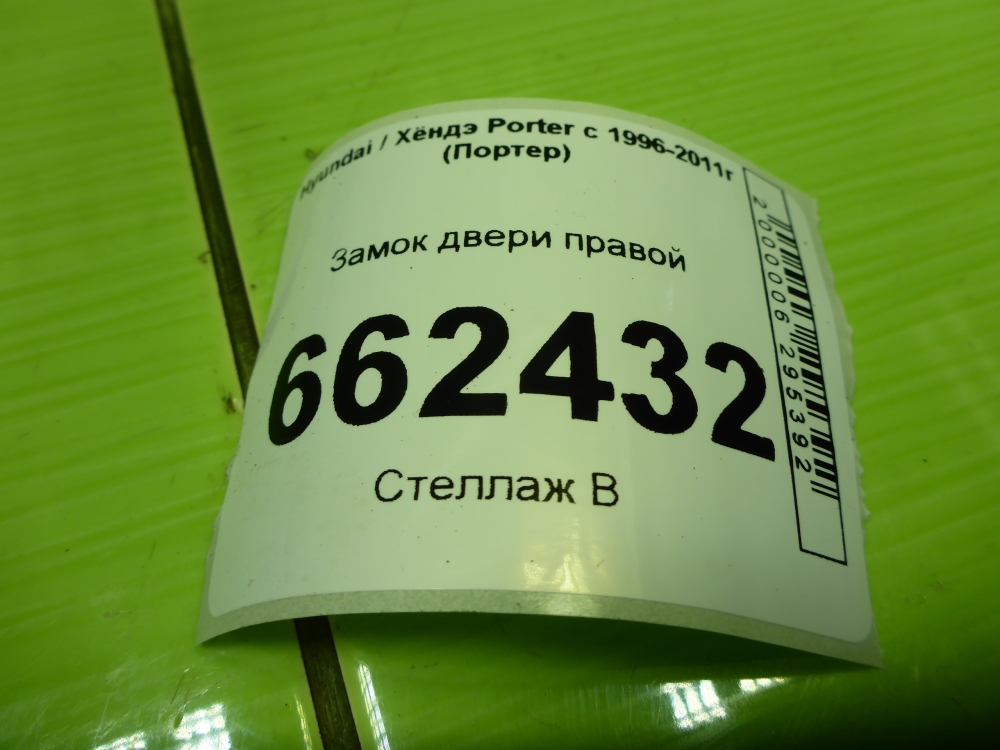 Hyundai / Хёндэ Porter с 1996-2011г
(Портер)
Замок двери правой
662432
Стеллаж В
2000006295392